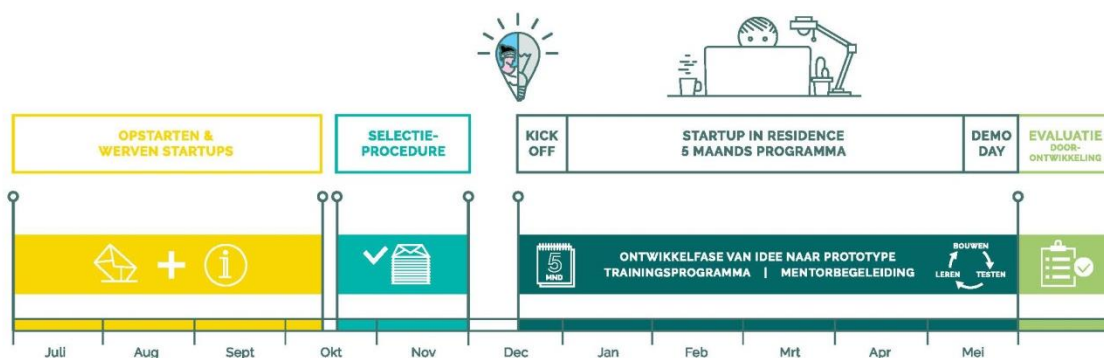 OPSTARTEN &
WERVEN STARTUPS
SELECTIE-
PROCEDURE
KICK
OFF
STARTUP IN RESIDENCE
5 MAANDS PROGRAMMA
DEMO
DAY
EVALUATIE
DOOR-
ONTWIKKELING
5
MND
ONTWIKKELFASE VAN IDEE NAAR PROTOTYPE
TRAININGSPROGRAMMA | MENTORBEGELEIDING
BOUWEN
LEREN
TESTEN
Juli
Aug
Sept
Okt
Nov
Dec
Jan
Feb
Mrt
Apr
Mei